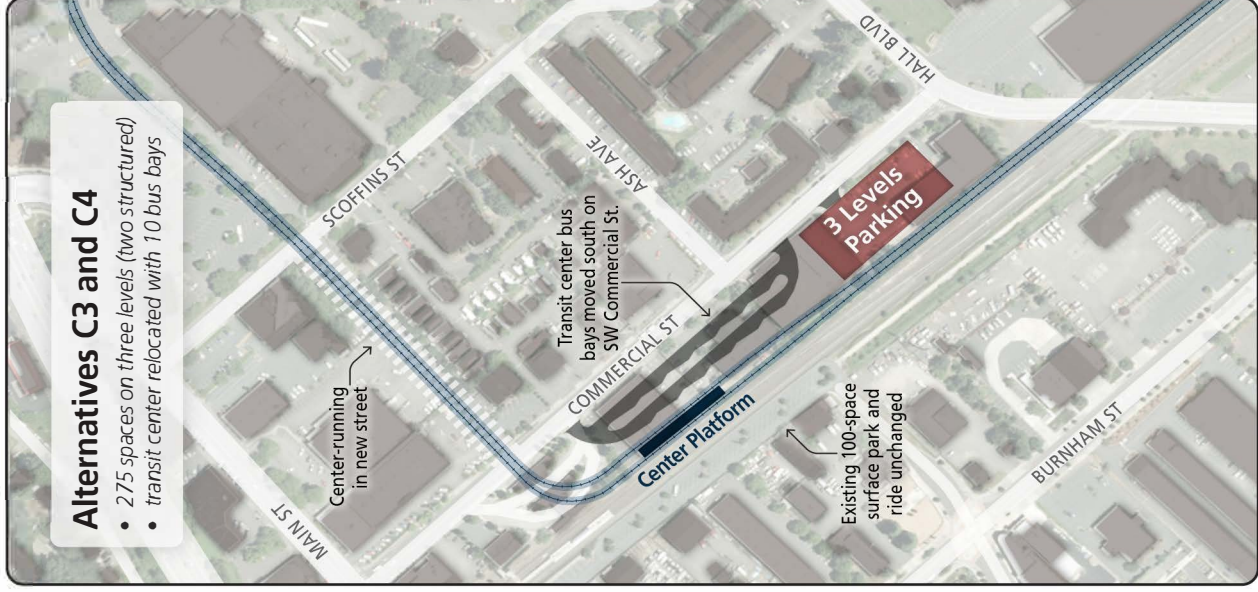 Alternatives C3 and C4
• 275 spaces on three levels (two structured)
• transit center relocated with 10 bus bays
SCOFFINS ST
HALL BLVD
ASH AVE
MAIN ST
Center-running
in new street
Transit center bus
bays moved south on
SW Commercial St.
COMMERCIAL ST
3 Levels
Parking
Center Platform
Existing 100-space
surface park and
ride unchanged
BURNHAM ST